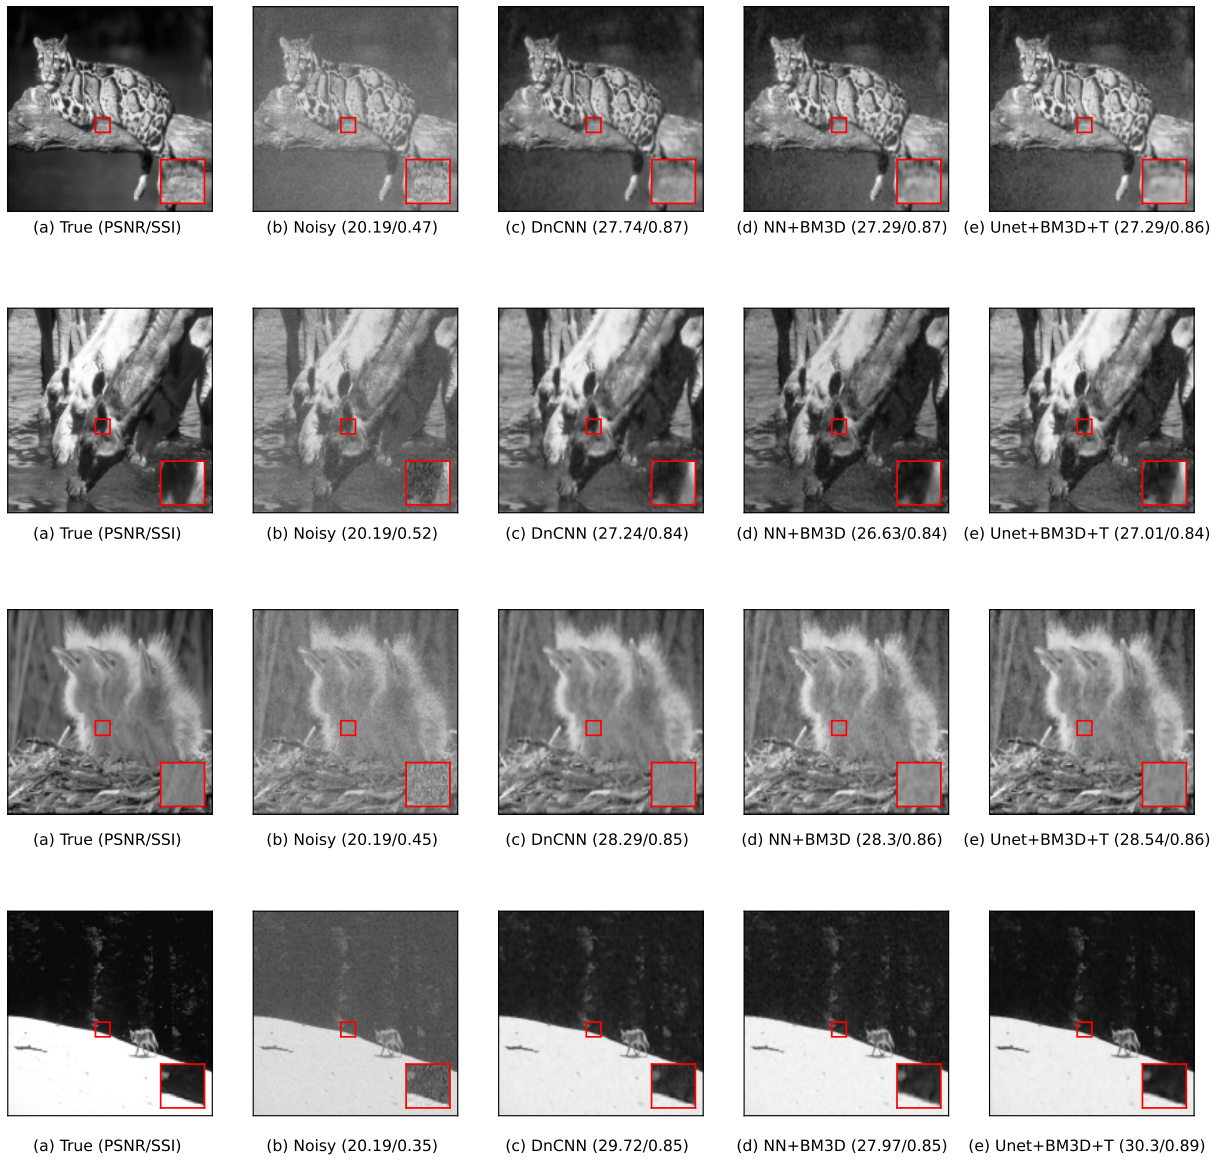 (a) True (PSNR/SSI) (b) Noisy (20.19/0.47) (c) DnCNN (27.74/0.87) (d) NN+BM3D (27.29/0.87) (e) Unet+BM3D+T (27.29/0.86)
(a) True (PSNR/SSI) (b) Noisy (20.19/0.52) (c) DnCNN (27.24/0.84) (d) NN+BM3D (26.63/0.84) (e) Unet+BM3D+T (27.01/0.84)
(a) True (PSNR/SSI) (b) Noisy (20.19/0.45) (c) DnCNN (28.29/0.85) (d) NN+BM3D (28.3/0.86) (e) Unet+BM3D+T (28.54/0.86)
(a) True (PSNR/SSI) (b) Noisy (20.19/0.35) (c) DnCNN (29.72/0.85) (d) NN+BM3D (27.97/0.85) (e) Unet+BM3D+T (30.3/0.89)